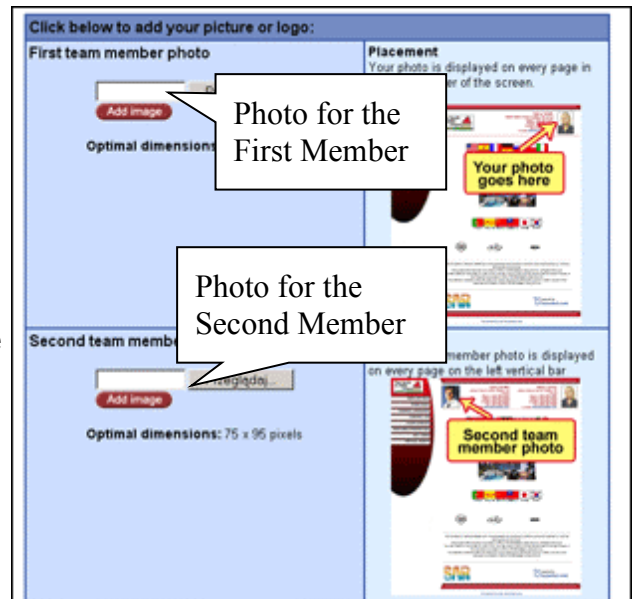 Click below to add your picture or logo:
First team member photo
Add image
Optimal dimensions
Photo for the
First Member
Placement
Your photo is displayed on every page in
of the screen.
Your photo
goes here
Photo for the
Second Member
Second team
Add image
Optimal dimensions: 75 x 95 pixels
member photo is displayed
on every page on the left vertical bar
Second team
member photo